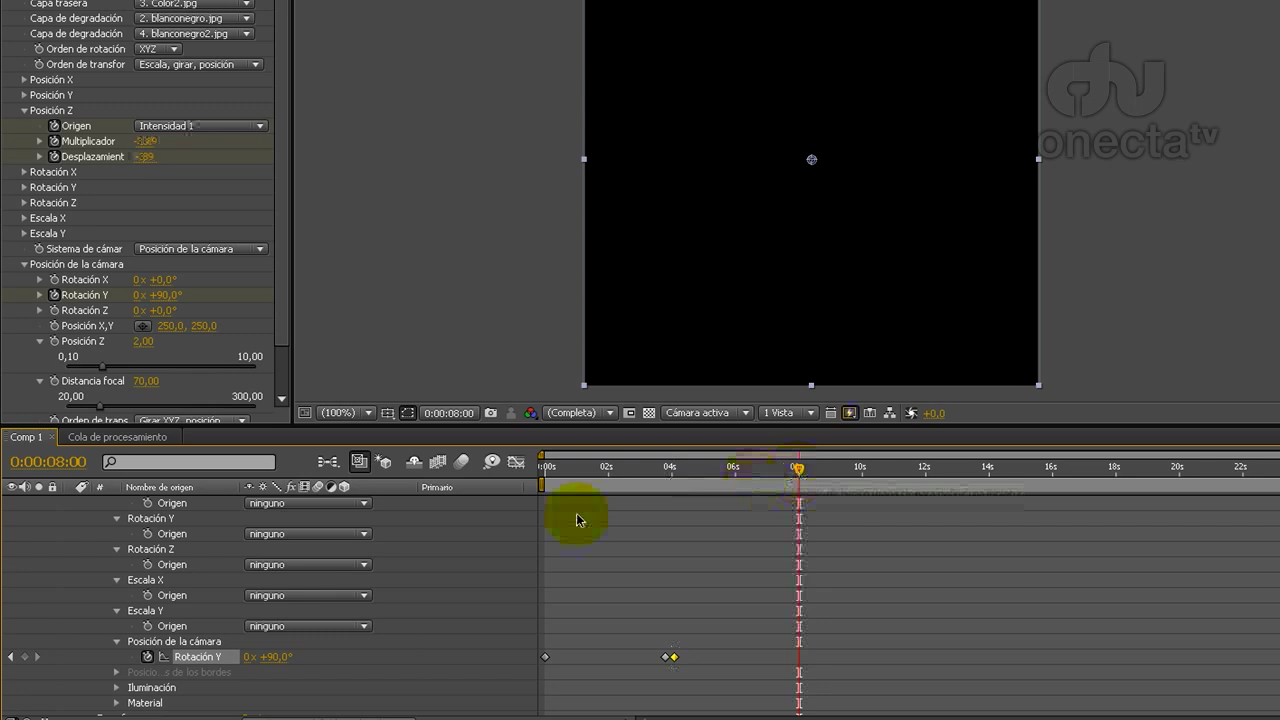 Capa trasera 3. Color2.jpg
Capa de degradación 2. blanconegro.jpg
Capa de degradación 4. blanconegro2.jpg
Orden de rotación XYZ
Orden de transfor Escala, girar, posición
Posición X
Posición Y
Posición Z
Origen Intensidad 1
Multiplicador
Desplazamient
Rotación X
Rotación Y
Rotación Z
Escala X
Escala Y
Sistema de cámar Posición de la cámara
Posición de la cámara
Rotación X 0 x +0,0°
Rotación Y 0 x +90,0°
Rotación Z 0 x +0,0°
Posición X,Y 250,0, 250,0
Posición Z 2,00
0,10 10,00
Distancia focal 70,00
20,00 300,00
Orden de trans Girar XYZ, posición
onecta tv
(100%) 0:00:08:00 (Completa) Cámara activa 1 Vista +0,0
Comp 1 × Cola de procesamiento
0:00:08:00
:00s 02s 04s 06s 10s 12s 14s 16s 18s 20s 22s
# Nombre de origen fx Primario
Origen ninguno
Rotación Y
Origen ninguno
Rotación Z
Origen ninguno
Escala X
Origen ninguno
Escala Y
Origen ninguno
Posición de la cámara
Rotación Y 0 x +90,0°
Posicio...s de los bordes
Iluminación
Material